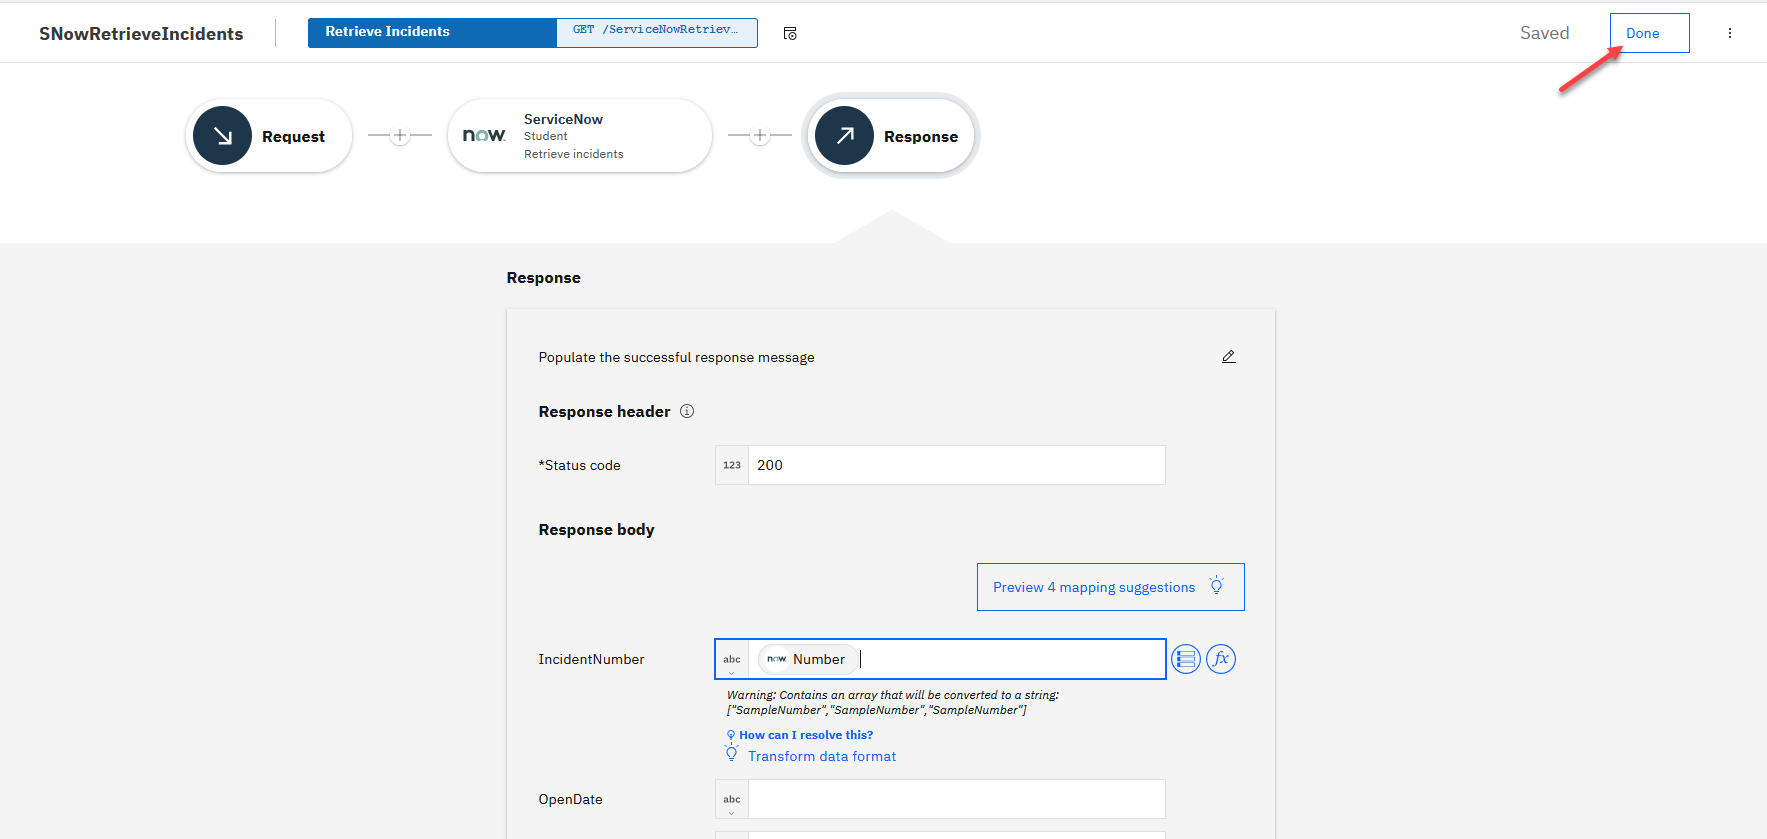 SNowRetrieveIncidents
Retrieve Incidents
GET /ServiceNowRetriev…
Saved
Done
Request
now.
ServiceNow
Student
Retrieve incidents
Response
Response
Populate the successful response message
Response header
*Status code
123
200
Response body
Preview 4 mapping suggestions
IncidentNumber
abc
now.
Number
fx
Warning: Contains an array that will be converted to a string:
["SampleNumber","SampleNumber","SampleNumber"]
How can I resolve this?
Transform data format
OpenDate
abc